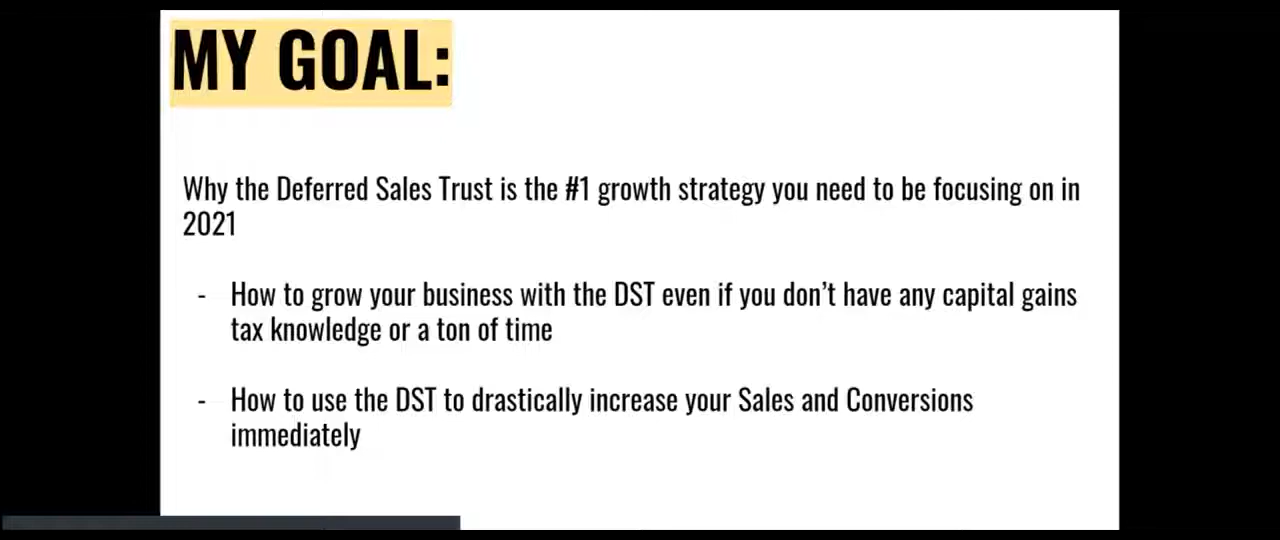 MY GOAL:
Why the Deferred Sales Trust is the #1 growth strategy you need to be focusing on in
2021
- How to grow your business with the DST even if you don't have any capital gains
tax knowledge or a ton of time
- How to use the DST to drastically increase your Sales and Conversions
immediately